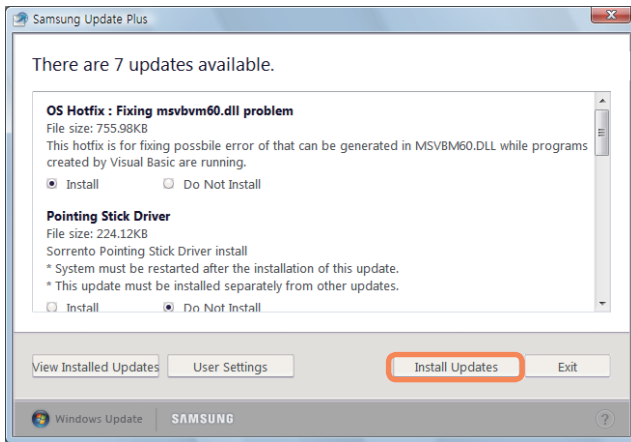 Samsung Update Plus
There are 7 updates available.
OS Hotfix : Fixing msvbvm60.dll problem
File size: 755.98KB
This hotfix is for fixing possbile error of that can be generated in MSVBM60.DLL while programs
created by Visual Basic are running.
Install Do Not Install
Pointing Stick Driver
File size: 224.12KB
Sorrento Pointing Stick Driver install
* System must be restarted after the installation of this update.
* This update must be installed separately from other updates.
Install Do Not Install
View Installed Updates User Settings Install Updates Exit
Windows Update SAMSUNG ?